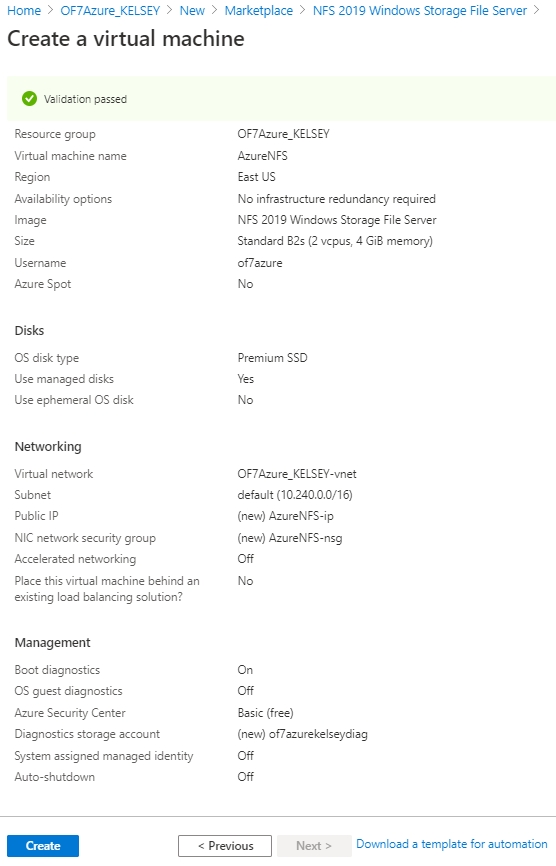 Home > OF7Azure_KELSEY > New > Marketplace > NFS 2019 Windows Storage File Server >
Create a virtual machine
Validation passed
Resource group OF7Azure_KELSEY
Virtual machine name AzureNFS
Region East US
Availability options No infrastructure redundancy required
Image NFS 2019 Windows Storage File Server
Size Standard B2s (2 vcpus, 4 GiB memory)
Username of7azure
Azure Spot No
Disks
OS disk type Premium SSD
Use managed disks Yes
Use ephemeral OS disk No
Networking
Virtual network OF7Azure_KELSEY-vnet
Subnet default (10.240.0.0/16)
Public IP (new) AzureNFS-ip
NIC network security group (new) AzureNFS-nsg
Accelerated networking Off
Place this virtual machine behind an No
existing load balancing solution?
Management
Boot diagnostics On
OS guest diagnostics Off
Azure Security Center Basic (free)
Diagnostics storage account (new) of7azurekelseydiag
System assigned managed identity Off
Auto-shutdown Off
Create < Previous Next > Download a template for automation